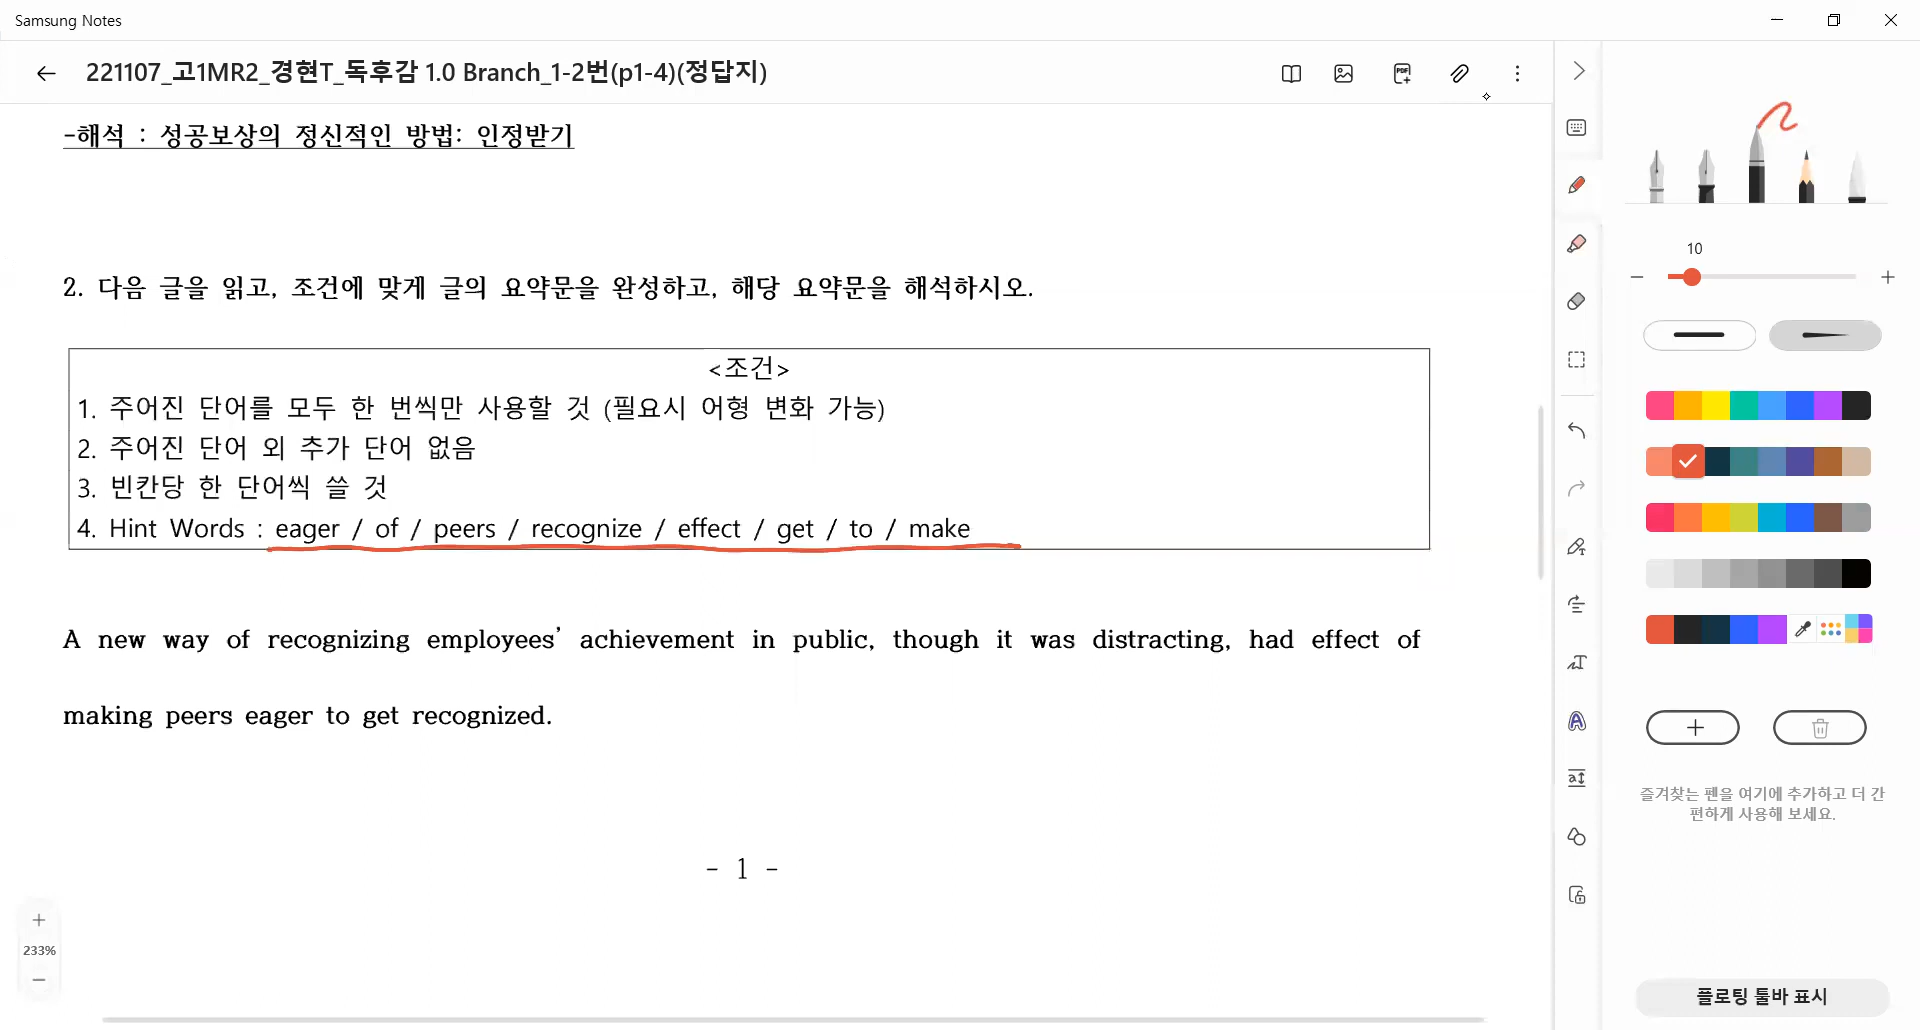 Samsung Notes
221107_고1MR2_경현T_독후감 1.0 Branch_1-2번(p1-4)(정답지)
-해석 : 성공보상의 정신적인 방법: 인정받기
2. 다음 글을 읽고, 조건에 맞게 글의 요약문을 완성하고, 해당 요약문을 해석하시오.
<조건>
1. 주어진 단어를 모두 한 번씩만 사용할 것 (필요시 어형 변화 가능)
2. 주어진 단어 외 추가 단어 없음
3. 빈칸당 한 단어씩 쓸 것
4. Hint Words : eager / of / peers / recognize / effect / get / to / make
A new way of recognizing employees' achievement in public, though it was distracting, had effect of
making peers eager to get recognized.
- 1 -
233%
PDF
10
즐겨찾는 펜을 여기에 추가하고 더 간
편하게 사용해 보세요.
플로팅 툴바 표시